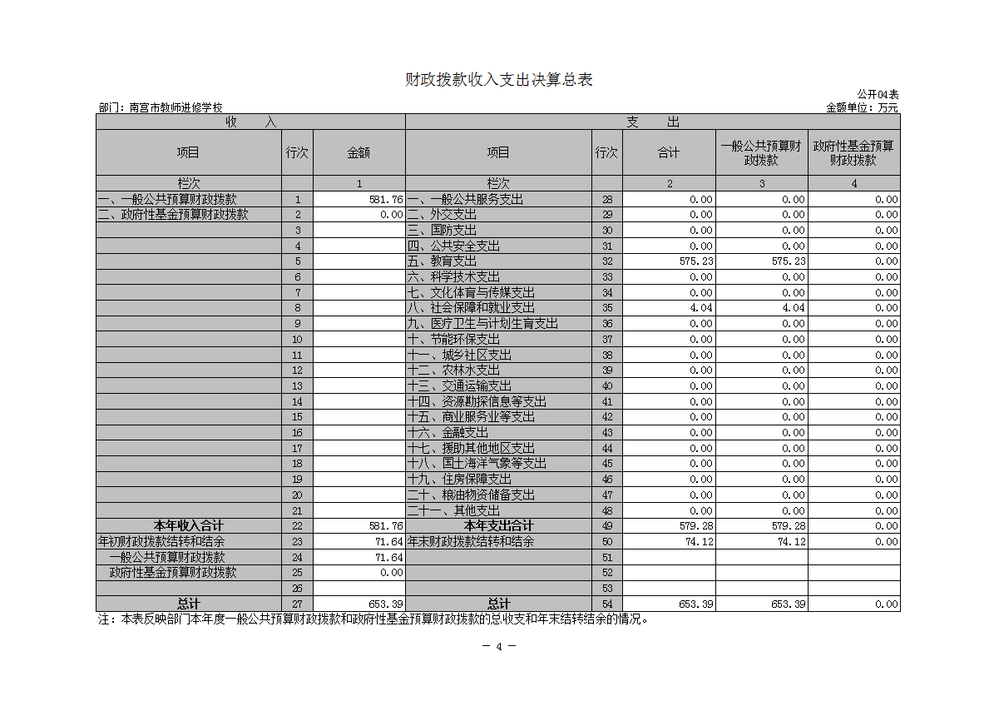 财政拨款收入支出决算总表
公开04表
部门：南宫市教师进修学校 金额单位：万元
收 入 支 出
项目 行次 金额 项目 行次 合计 一般公共预算财政拨款 政府性基金预算财政拨款
栏次 1 栏次 2 3 4
一、一般公共预算财政拨款 1 581.76 一、一般公共服务支出 28 0.00 0.00 0.00
二、政府性基金预算财政拨款 2 0.00 二、外交支出 29 0.00 0.00 0.00
3 三、国防支出 30 0.00 0.00 0.00
4 四、公共安全支出 31 0.00 0.00 0.00
5 五、教育支出 32 575.23 575.23 0.00
6 六、科学技术支出 33 0.00 0.00 0.00
7 七、文化体育与传媒支出 34 0.00 0.00 0.00
8 八、社会保障和就业支出 35 4.04 4.04 0.00
9 九、医疗卫生与计划生育支出 36 0.00 0.00 0.00
10 十、节能环保支出 37 0.00 0.00 0.00
11 十一、城乡社区支出 38 0.00 0.00 0.00
12 十二、农林水支出 39 0.00 0.00 0.00
13 十三、交通运输支出 40 0.00 0.00 0.00
14 十四、资源勘探信息等支出 41 0.00 0.00 0.00
15 十五、商业服务业等支出 42 0.00 0.00 0.00
16 十六、金融支出 43 0.00 0.00 0.00
17 十七、援助其他地区支出 44 0.00 0.00 0.00
18 十八、国土海洋气象等支出 45 0.00 0.00 0.00
19 十九、住房保障支出 46 0.00 0.00 0.00
20 二十、粮油物资储备支出 47 0.00 0.00 0.00
21 二十一、其他支出 48 0.00 0.00 0.00
本年收入合计 22 581.76 本年支出合计 49 579.28 579.28 0.00
年初财政拨款结转和结余 23 71.64 年末财政拨款结转和结余 50 74.12 74.12 0.00
一般公共预算财政拨款 24 71.64 51
政府性基金预算财政拨款 25 0.00 52
26 53
总计 27 653.39 总计 54 653.39 653.39 0.00
注：本表反映部门本年度一般公共预算财政拨款和政府性基金预算财政拨款的总收支和年末结转结余的情况。
— 4 —